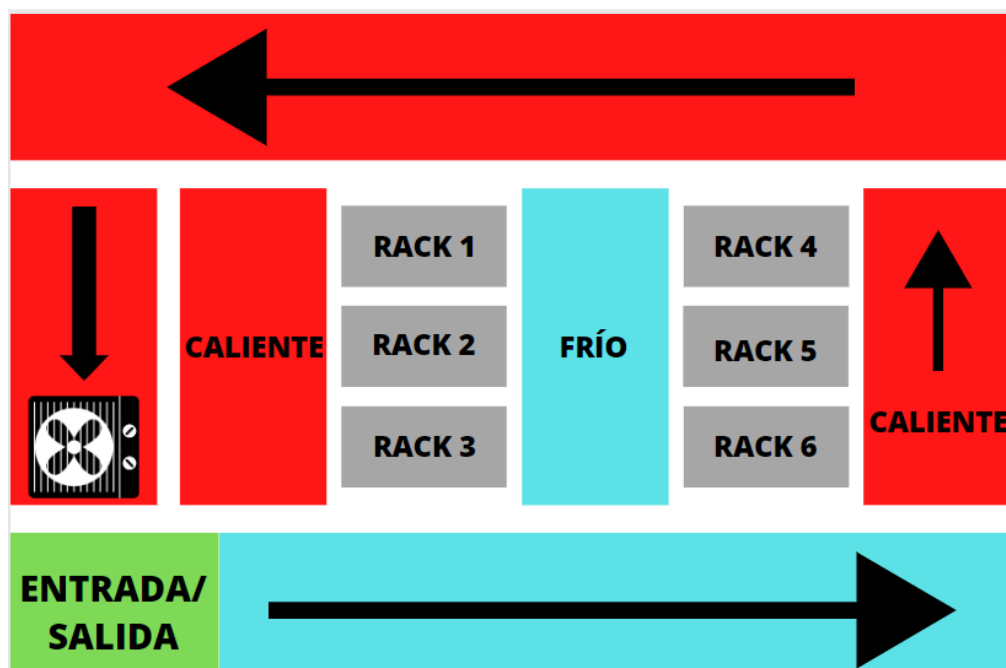 RACK 1
RACK 4
CALIENTE
RACK 2
FRÍO
RACK 5
CALIENTE
RACK 3
RACK 6
ENTRADA/
SALIDA